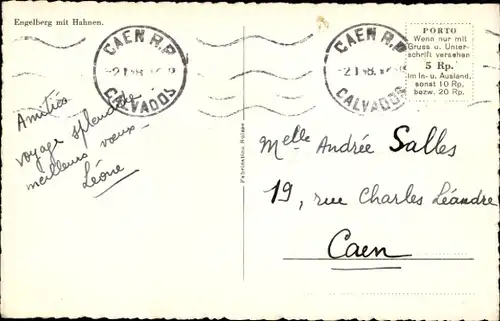 Engelberg mit Hahnen.
CAEN R.P.
CALVADOS
CAEN R.P.
CALVADOS
PORTO
Wenn nur mit
Gruss u. Unter-
schrift versehen
5 Rp.
im In- u. Ausland,
sonst 10 Rp.
bezw. 20 Rp.
Amitiés
voyage splendide
meilleurs vœux -
Léone
Fabrication Suisse
Melle Andrée Salles
19, rue Charles Léandre
Caen